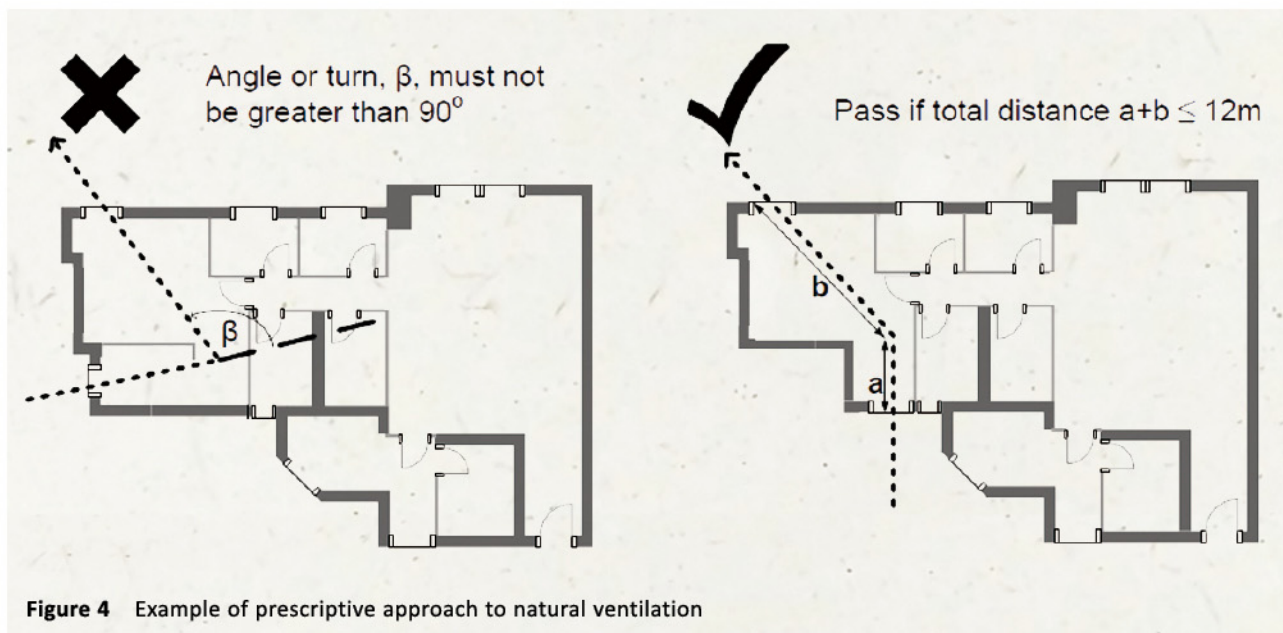 Angle or turn, β, must not
be greater than 90°
Pass if total distance a+b ≤ 12m
β
b
a
Figure 4 Example of prescriptive approach to natural ventilation